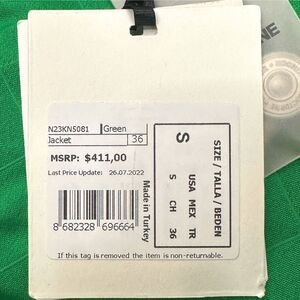 N23KN5081 Green
Jacket 36
MSRP: $411,00
Last Price Update: 26.07.2022
8 682328 696664
Made in Turkey
S
SIZE / TALLA / BEDEN
USA MEX TR
S CH 36
If this tag is removed the item is non-returnable.